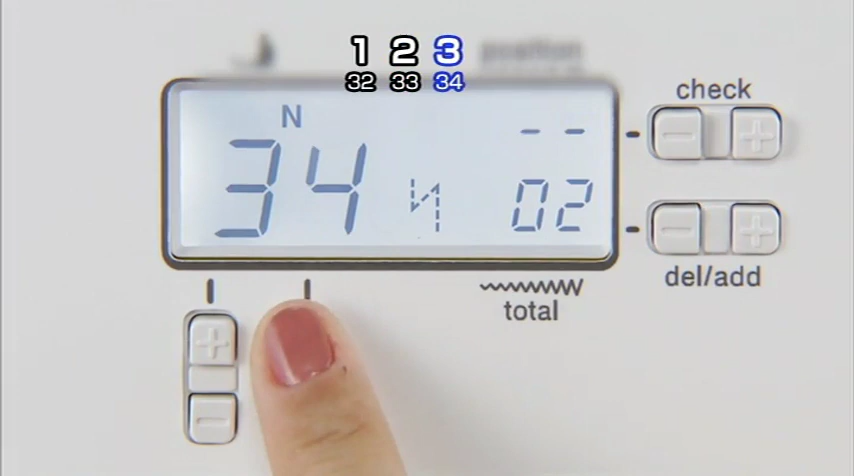 1 2 3
32 33 34
position
check
N
34
- -
02
del/add
total